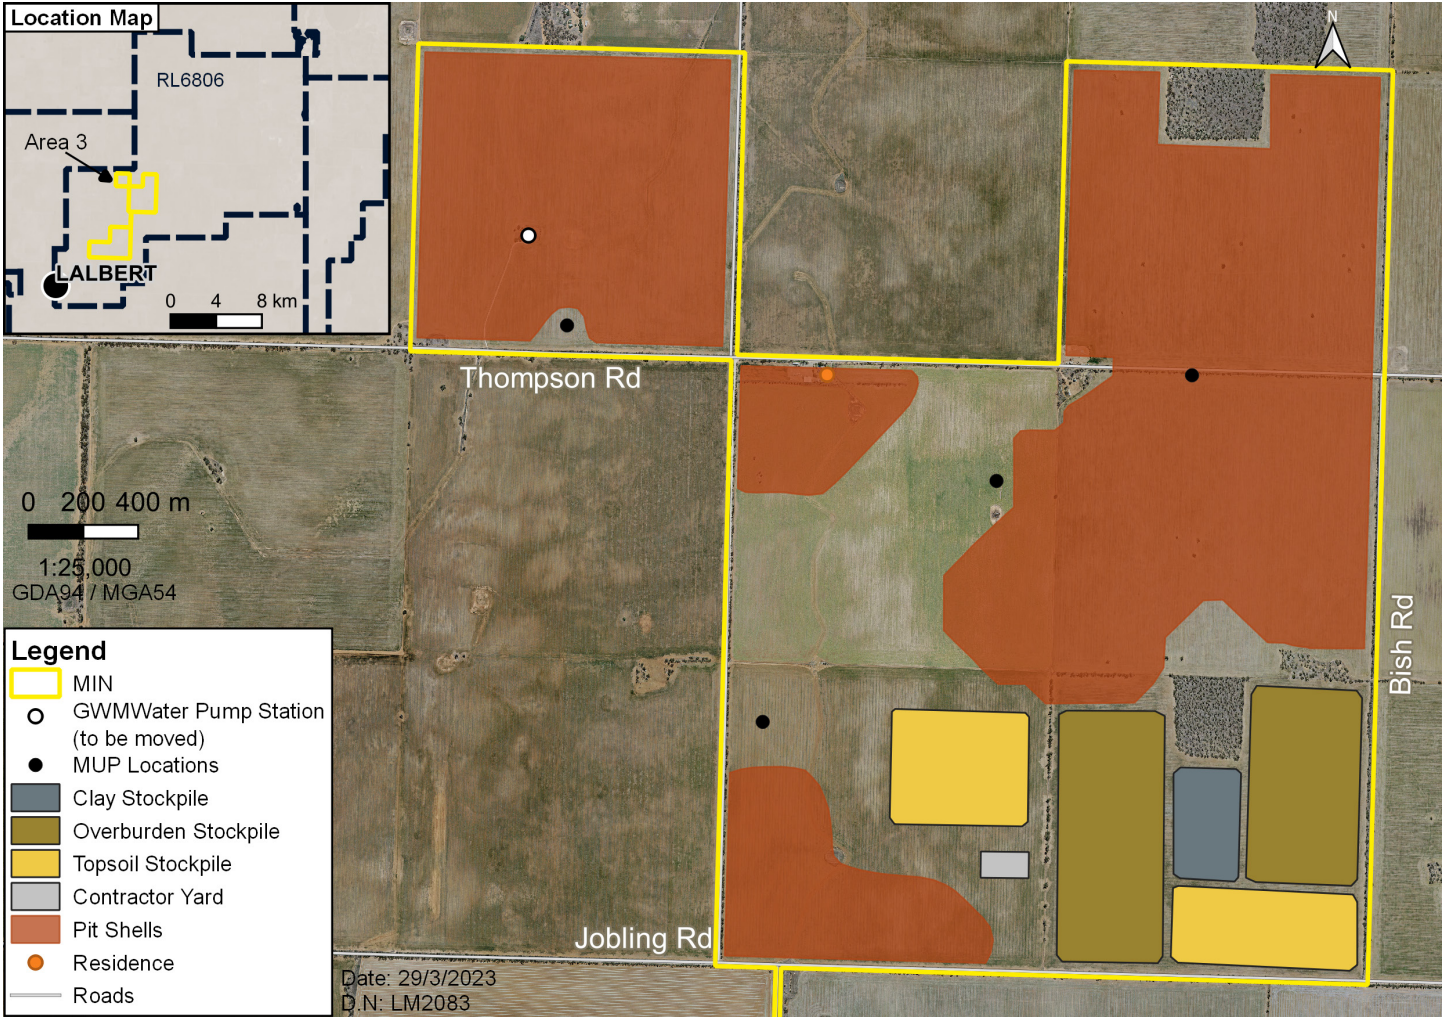 Location Map
RL6806
Area 3
LALBERT
0 4 8 km
N
Thompson Rd
0 200 400 m
1:25,000
GDA94 / MGA54
Bish Rd
Legend
MIN
GWMWater Pump Station
(to be moved)
MUP Locations
Clay Stockpile
Overburden Stockpile
Topsoil Stockpile
Contractor Yard
Pit Shells
Residence
Roads
Jobling Rd
Date: 29/3/2023
D.N: LM2083